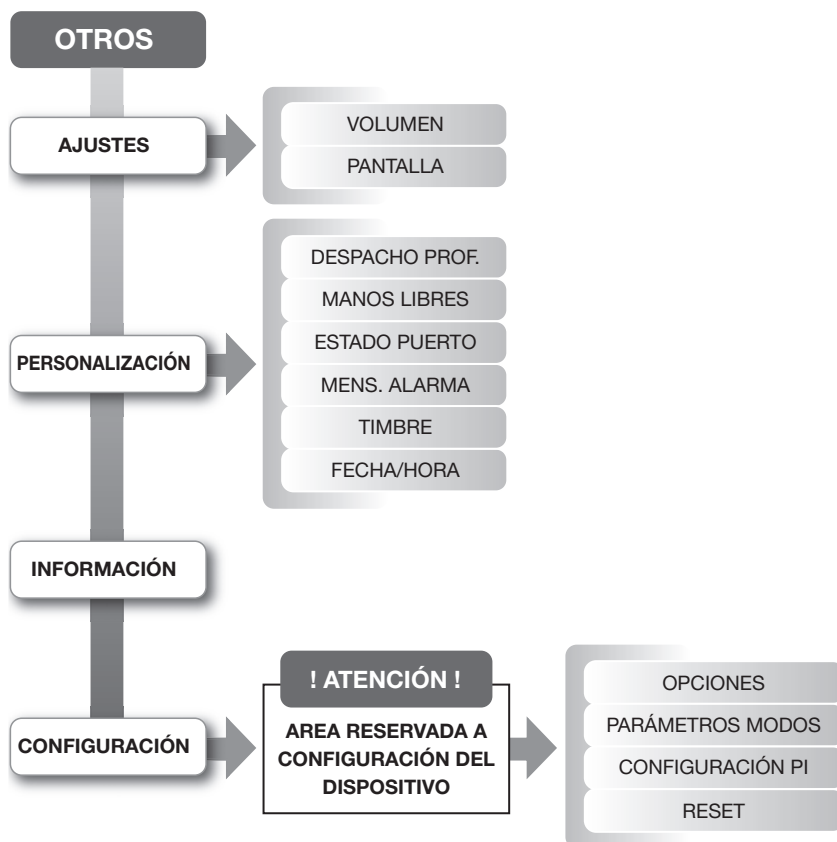 OTROS
AJUSTES
VOLUMEN
PANTALLA
PERSONALIZACIÓN
DESPACHO PROF.
MANOS LIBRES
ESTADO PUERTO
MENS. ALARMA
TIMBRE
FECHA/HORA
INFORMACIÓN
CONFIGURACIÓN
! ATENCIÓN !
AREA RESERVADA A
CONFIGURACIÓN DEL
DISPOSITIVO
OPCIONES
PARÁMETROS MODOS
CONFIGURACIÓN PI
RESET